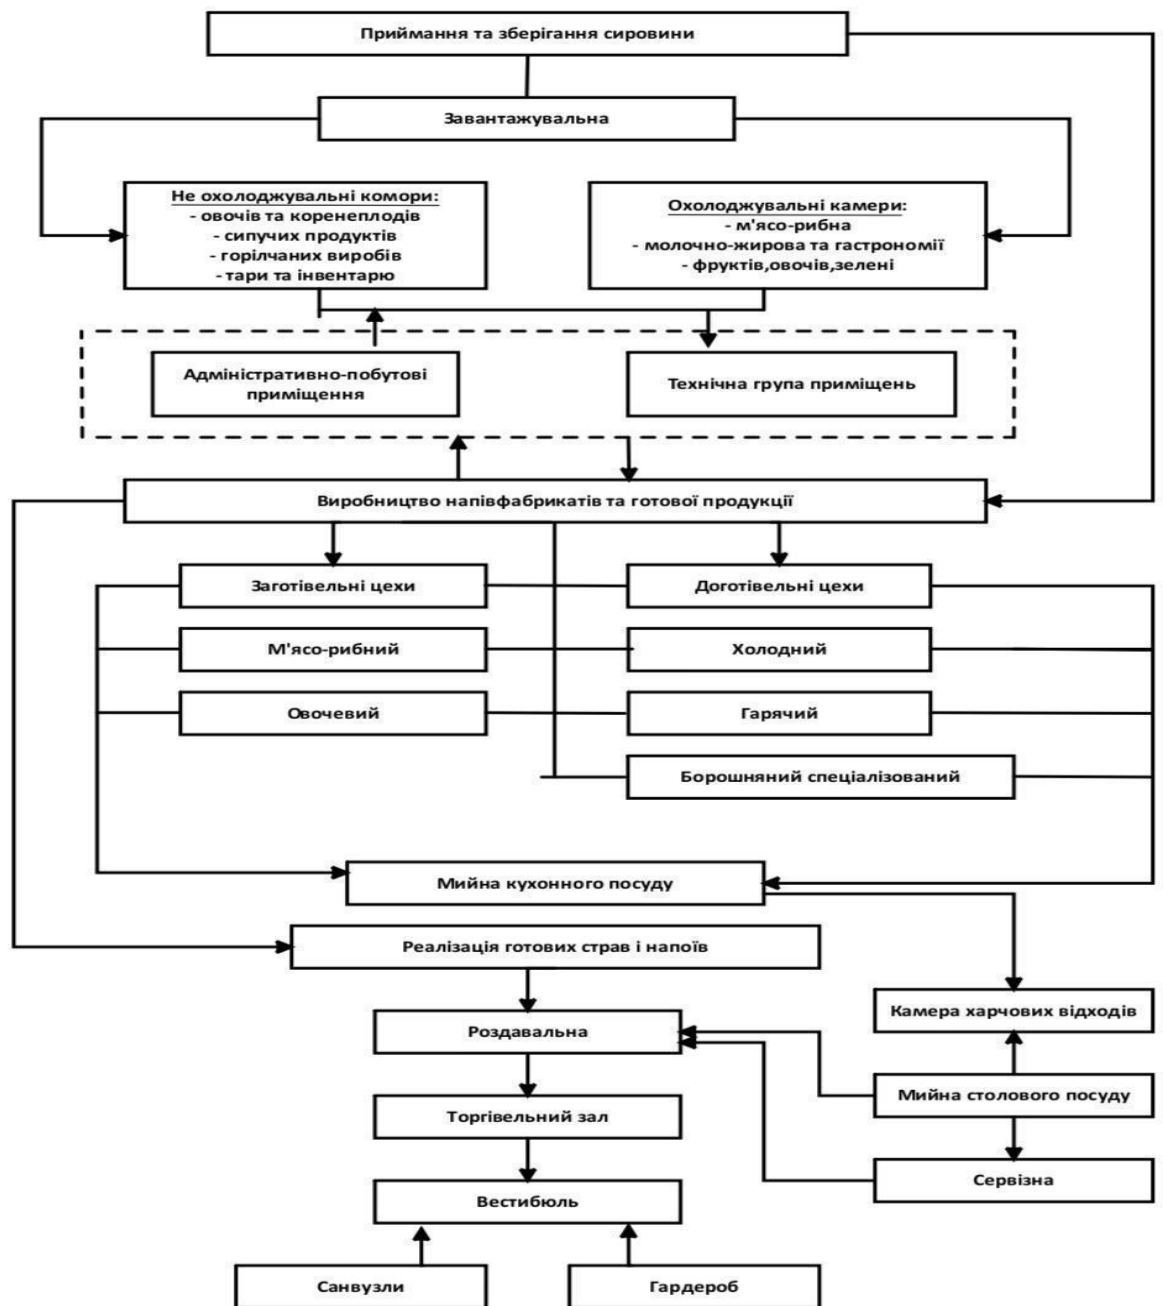 Приймання та зберігання сировини
Завантажувальна
Не охолоджувальні комори:
- овочів та коренеплодів
- сипучих продуктів
- горілчаних виробів
- тари та інвентарю
Охолоджувальні камери:
- м'ясо-рибна
- молочно-жирова та гастрономії
- фруктів,овочів,зелені
Адміністративно-побутові
приміщення
Технічна група приміщень
Виробництво напівфабрикатів та готової продукції
Заготівельні цехи
Доготівельні цехи
М'ясо-рибний
Холодний
Овочевий
Гарячий
Борошняний спеціалізований
Мийна кухонного посуду
Реалізація готових страв і напоїв
Камера харчових відходів
Роздавальна
Мийна столового посуду
Торгівельний зал
Сервізна
Вестибюль
Санвузли
Гардероб